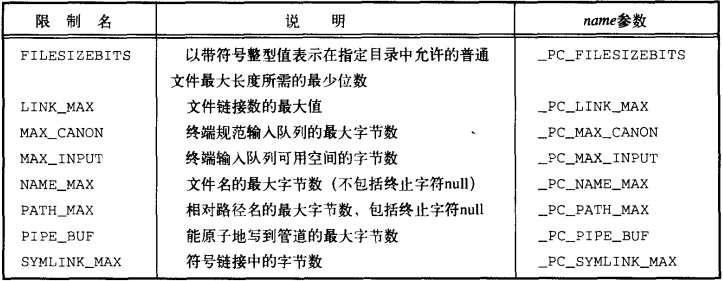 限 制 名 说 明 name参数
FILESIZEBITS 以带符号整型值表示在指定目录中允许的普通 _PC_FILESIZEBITS
文件最大长度所需的最少位数
LINK_MAX 文件链接数的最大值 _PC_LINK_MAX
MAX_CANON 终端规范输入队列的最大字节数 _PC_MAX_CANON
MAX_INPUT 终端输入队列可用空间的字节数 _PC_MAX_INPUT
NAME_MAX 文件名的最大字节数（不包括终止字符null） _PC_NAME_MAX
PATH_MAX 相对路径名的最大字节数，包括终止字符null _PC_PATH_MAX
PIPE_BUF 能原子地写到管道的最大字节数 _PC_PIPE_BUF
SYMLINK_MAX 符号链接中的字节数 _PC_SYMLINK_MAX